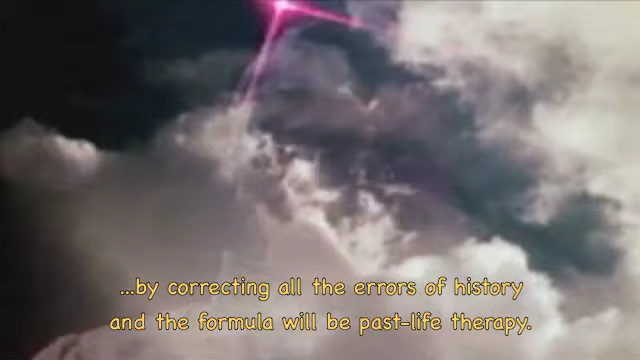 ...by correcting all the errors of history
and the formula will be past-life therapy.